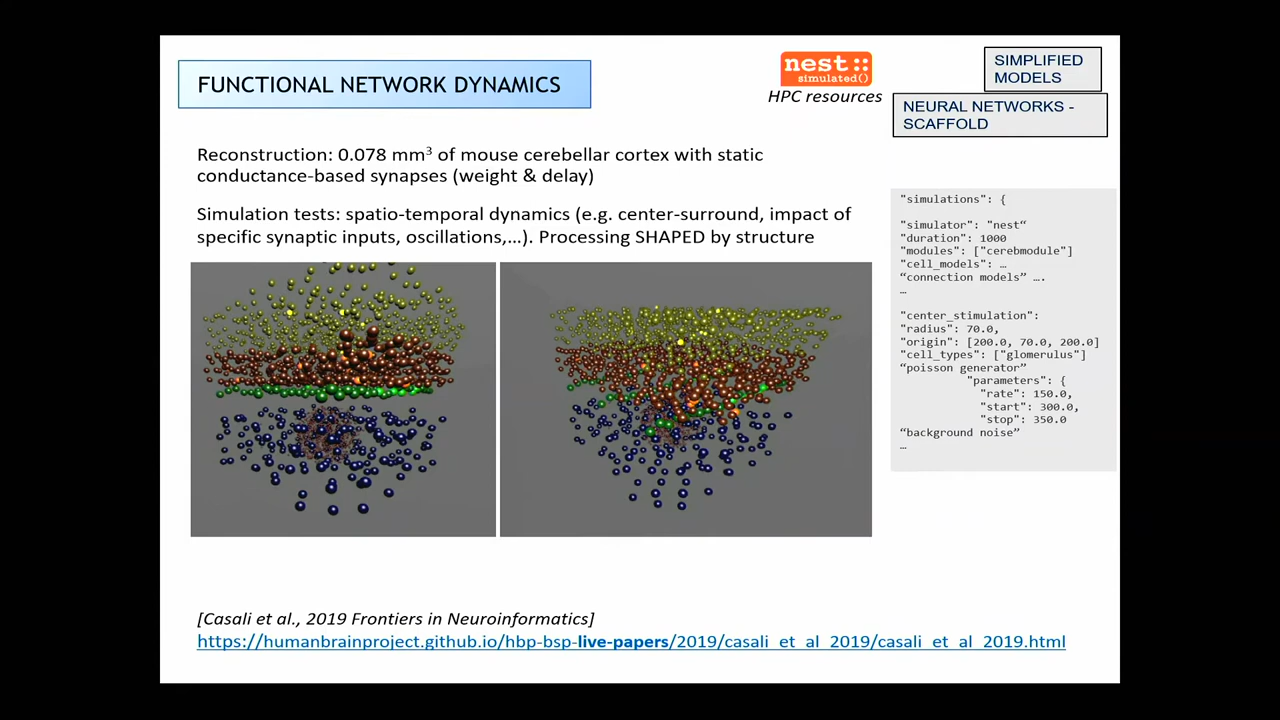 FUNCTIONAL NETWORK DYNAMICS
nest::
simulated()
HPC resources
SIMPLIFIED
MODELS
NEURAL NETWORKS -
SCAFFOLD
Reconstruction: 0.078 mm³ of mouse cerebellar cortex with static
conductance-based synapses (weight & delay)
Simulation tests: spatio-temporal dynamics (e.g. center-surround, impact of
specific synaptic inputs, oscillations,…). Processing SHAPED by structure
"simulations": {
"simulator": "nest“
"duration": 1000
"modules": ["cerebmodule"]
"cell_models": …
“connection models” ….
…
"center_stimulation":
"radius": 70.0,
"origin": [200.0, 70.0, 200.0]
"cell_types": ["glomerulus"]
“poisson generator”
"parameters": {
"rate": 150.0,
"start": 300.0,
"stop": 350.0
“background noise”
…
[Casali et al., 2019 Frontiers in Neuroinformatics]
https://humanbrainproject.github.io/hbp-bsp-live-papers/2019/casali_et_al_2019/casali_et_al_2019.html